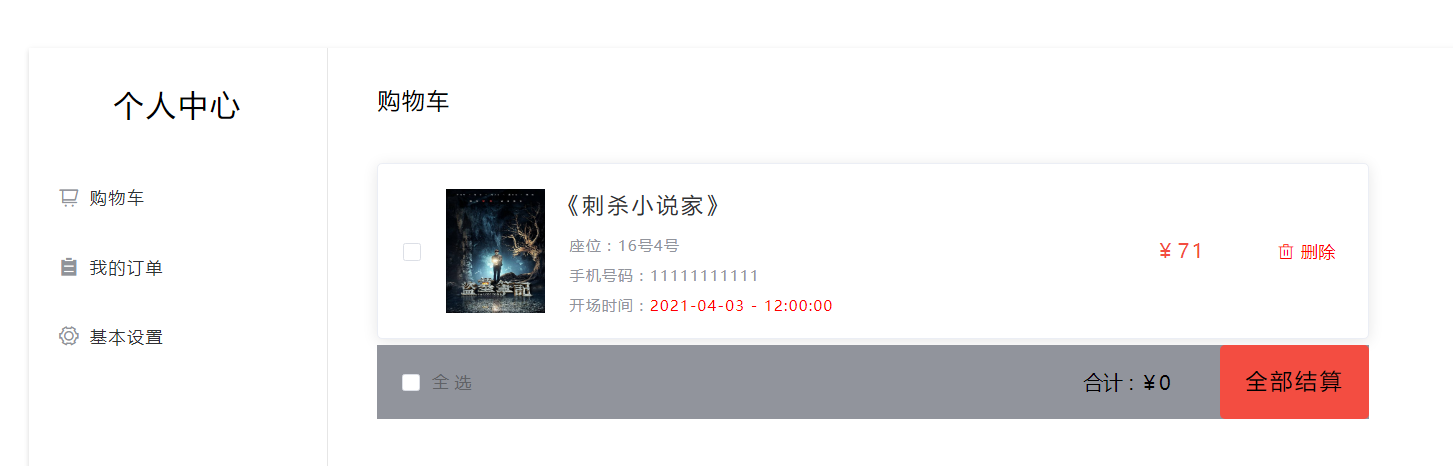 个人中心
购物车
我的订单
基本设置
购物车
盗墓笔记
《刺杀小说家》
座位：16号4号
手机号码：11111111111
开场时间：2021-04-03 - 12:00:00
¥ 71
删除
全 选
合计：¥ 0
全部结算